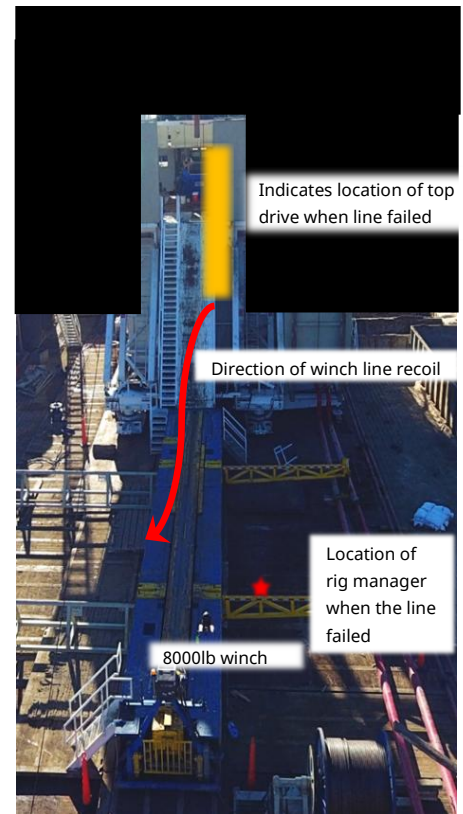 Indicates location of top
drive when line failed
Direction of winch line recoil
Location of
rig manager
when the line
failed
8000lb winch